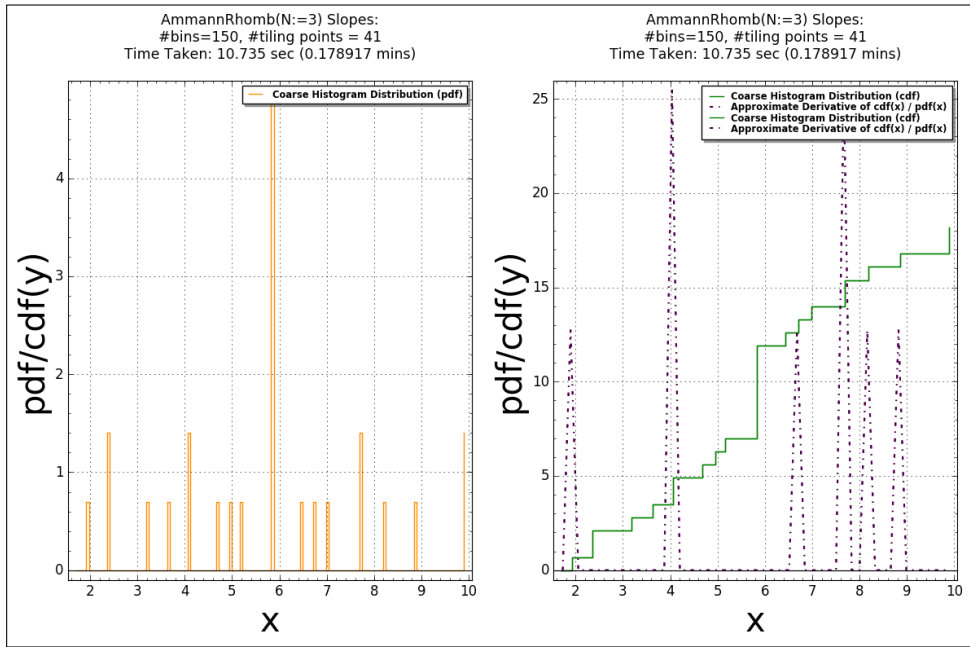 AmmannRhomb(N:=3) Slopes:
#bins=150, #tiling points = 41
Time Taken: 10.735 sec (0.178917 mins)
Coarse Histogram Distribution (pdf)
pdf/cdf(y)
4
3
2
1
0
2 3 4 5 6 7 8 9 10
x
AmmannRhomb(N:=3) Slopes:
#bins=150, #tiling points = 41
Time Taken: 10.735 sec (0.178917 mins)
Coarse Histogram Distribution (cdf)
Approximate Derivative of cdf(x) / pdf(x)
Coarse Histogram Distribution (cdf)
Approximate Derivative of cdf(x) / pdf(x)
pdf/cdf(y)
25
20
15
10
5
0
2 3 4 5 6 7 8 9 10
x